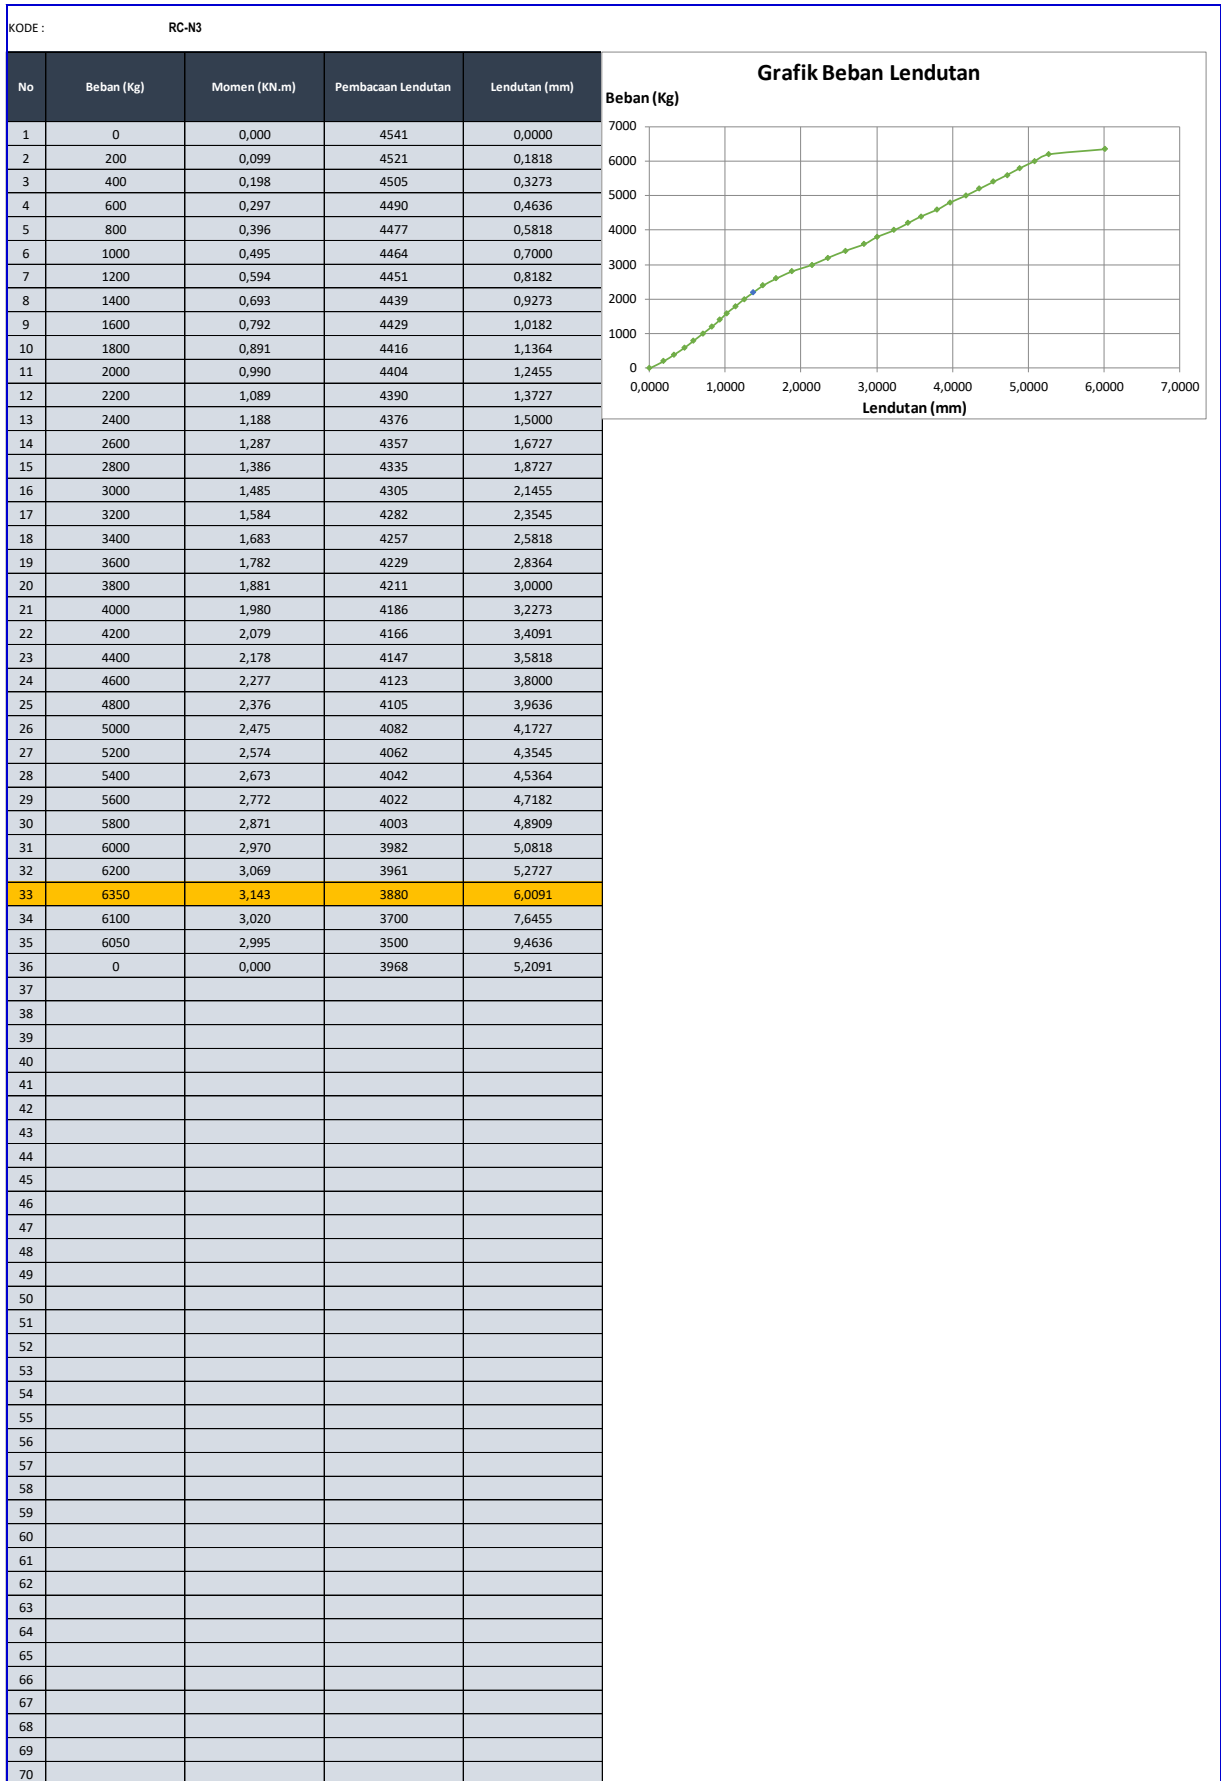 KODE : RC-N3
No Beban (Kg) Momen (KN.m) Pembacaan Lendutan Lendutan (mm)
1 0 0,000 4541 0,0000
2 200 0,099 4521 0,1818
3 400 0,198 4505 0,3273
4 600 0,297 4490 0,4636
5 800 0,396 4477 0,5818
6 1000 0,495 4464 0,7000
7 1200 0,594 4451 0,8182
8 1400 0,693 4439 0,9273
9 1600 0,792 4429 1,0182
10 1800 0,891 4416 1,1364
11 2000 0,990 4404 1,2455
12 2200 1,089 4390 1,3727
13 2400 1,188 4376 1,5000
14 2600 1,287 4357 1,6727
15 2800 1,386 4335 1,8727
16 3000 1,485 4305 2,1455
17 3200 1,584 4282 2,3545
18 3400 1,683 4257 2,5818
19 3600 1,782 4229 2,8364
20 3800 1,881 4211 3,0000
21 4000 1,980 4186 3,2273
22 4200 2,079 4166 3,4091
23 4400 2,178 4147 3,5818
24 4600 2,277 4123 3,8000
25 4800 2,376 4105 3,9636
26 5000 2,475 4082 4,1727
27 5200 2,574 4062 4,3545
28 5400 2,673 4042 4,5364
29 5600 2,772 4022 4,7182
30 5800 2,871 4003 4,8909
31 6000 2,970 3982 5,0818
32 6200 3,069 3961 5,2727
33 6350 3,143 3880 6,0091
34 6100 3,020 3700 7,6455
35 6050 2,995 3500 9,4636
36 0 0,000 3968 5,2091
37
38
39
40
41
42
43
44
45
46
47
48
49
50
51
52
53
54
55
56
57
58
59
60
61
62
63
64
65
66
67
68
69
70
Grafik Beban Lendutan
Beban (Kg)
7000
6000
5000
4000
3000
2000
1000
0
0,0000 1,0000 2,0000 3,0000 4,0000 5,0000 6,0000 7,0000
Lendutan (mm)